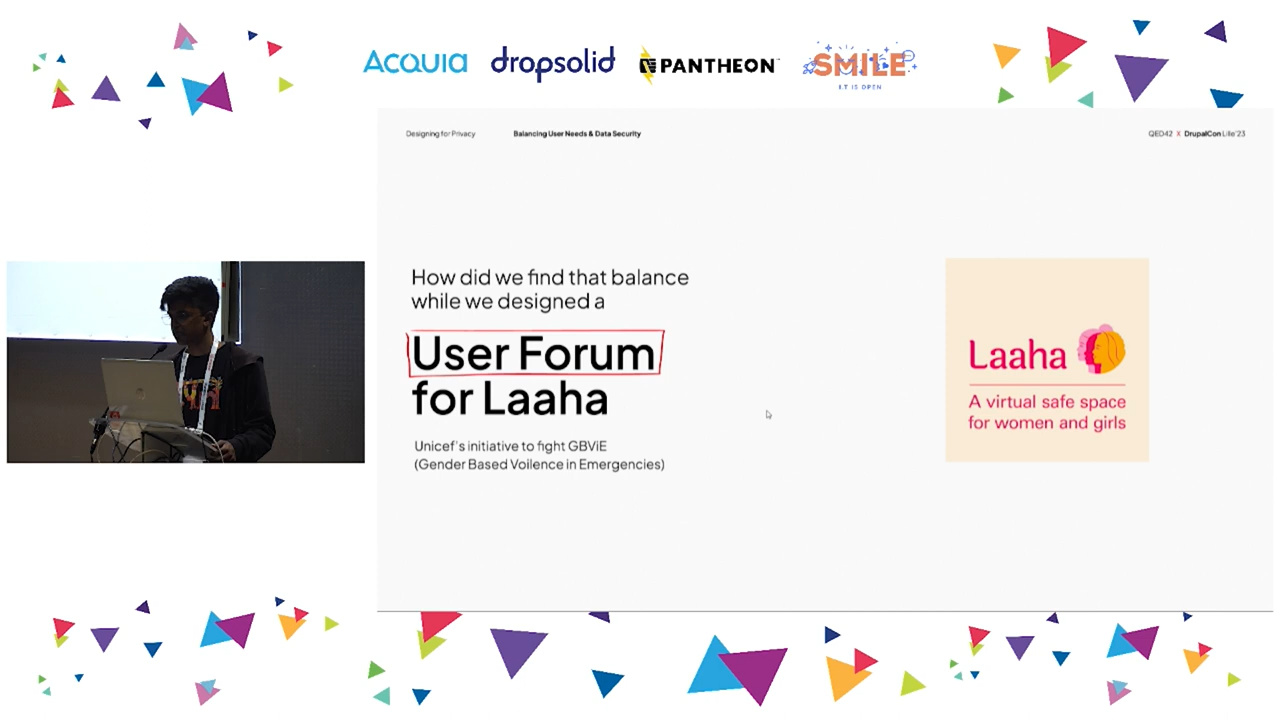 ACQUIA
dropsolid
PANTHEON
SMILE
I.T IS OPEN
Designing for Privacy
Balancing User Needs & Data Security
QED42 X DrupalCon Lille'23
How did we find that balance
while we designed a
User Forum
for Laaha
Unicef's initiative to fight GBViE
(Gender Based Voilence in Emergencies)
Laaha
A virtual safe space
for women and girls